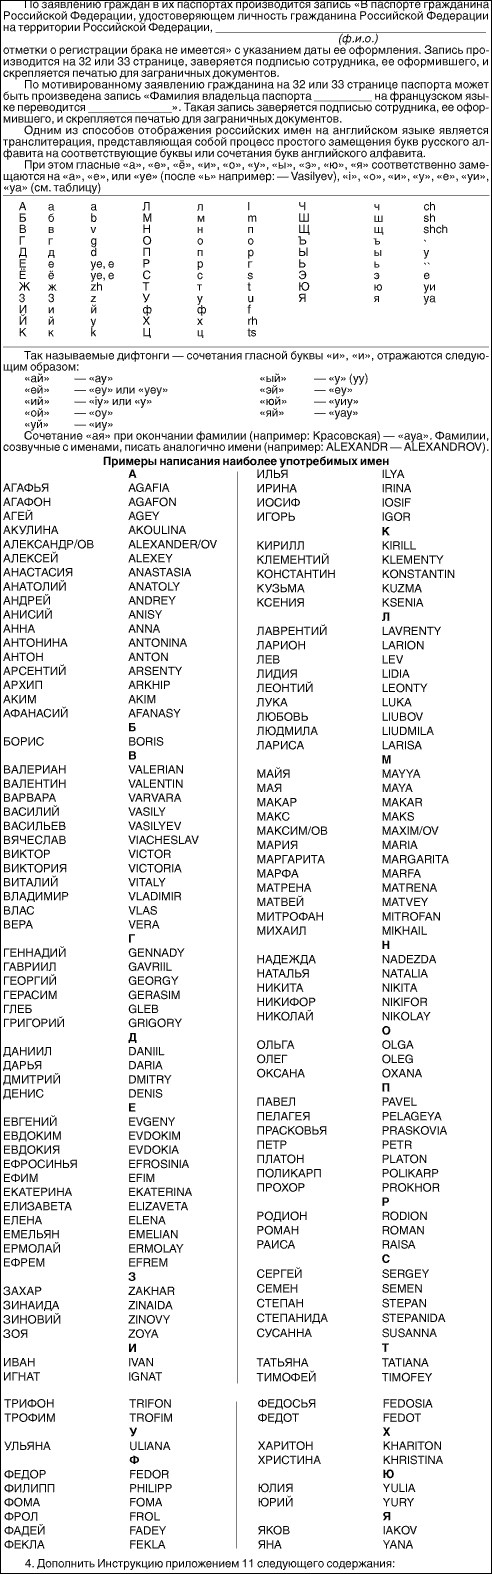 По заявлению граждан в их паспортах производится запись «В паспорте гражданина
Российской Федерации, удостоверяющем личность гражданина Российской Федерации
на территории Российской Федерации, ____________________
(ф.и.о.)
отметки о регистрации брака не имеется» с указанием даты ее оформления. Запись про-
изводится на 32 или 33 странице, заверяется подписью сотрудника, ее оформившего, и
скрепляется печатью для заграничных документов.
По мотивированному заявлению гражданина на 32 или 33 странице паспорта может
быть произведена запись «Фамилия владельца паспорта _________ на французском язы-
ке переводится _____________». Такая запись заверяется подписью сотрудника, ее офор-
мившего, и скрепляется печатью для заграничных документов.
Одним из способов отображения российских имен на английском языке является
транслитерация, представляющая собой процесс простого замещения букв русского ал-
фавита на соответствующие буквы или сочетания букв английского алфавита.
При этом гласные «а», «е», «ё», «и», «о», «у», «ы», «э», «ю», «я» соответственно заме-
щаются на «а», «е», или «уе» (после «ь» например: — Vasilyev), «i», «о», «и», «у», «е», «уи»,
«уа» (см. таблицу)
А а a Л л l Ч ч ch
Б б b М м m Ш ш sh
В в v Н н n Щ щ shch
Г г g О о o Ъ ъ `
Д д d П п p Ы ы y
Е е ye, e Р р r Ь ь ``
Ё ё ye, e С с s Э э e
Ж ж zh Т т t Ю ю уи
З з z У у u Я я ya
И и й Ф ф f
Й й y Х х rh
К к k Ц ц ts
Так называемые дифтонги — сочетания гласной буквы «и», «и», отражаются следую-
щим образом:
«ай» — «ау» «ый» — «у» (уу)
«ей» — «еу» или «уеу» «эй» — «еу»
«ий» — «iу» или «у» «юй» — «уиу»
«ой» — «оу» «яй» — «уау»
«уй» — «иу»
Сочетание «ая» при окончании фамилии (например: Красовская) — «ауа». Фамилии,
созвучные с именами, писать аналогично имени (например: ALEXANDR — ALEXANDROV).
Примеры написания наиболее употребимых имен
А
АГАФЬЯ AGAFIA
АГАФОН AGAFON
АГЕЙ AGEY
АКУЛИНА AKOULINA
АЛЕКСАНДР/ОВ ALEXANDER/OV
АЛЕКСЕЙ ALEXEY
АНАСТАСИЯ ANASTASIA
АНАТОЛИЙ ANATOLY
АНДРЕЙ ANDREY
АНИСИЙ ANISY
АННА ANNA
АНТОНИНА ANTONINA
АНТОН ANTON
АРСЕНТИЙ ARSENTY
АРХИП ARKHIP
АКИМ AKIM
АФАНАСИЙ AFANASY
Б
БОРИС BORIS
В
ВАЛЕРИАН VALERIAN
ВАЛЕНТИН VALENTIN
ВАРВАРА VARVARA
ВАСИЛИЙ VASILY
ВАСИЛЬЕВ VASILYEV
ВЯЧЕСЛАВ VIACHESLAV
ВИКТОР VICTOR
ВИКТОРИЯ VICTORIA
ВИТАЛИЙ VITALY
ВЛАДИМИР VLADIMIR
ВЛАС VLAS
ВЕРА VERA
Г
ГЕННАДИЙ GENNADY
ГАВРИИЛ GAVRIIL
ГЕОРГИЙ GEORGY
ГЕРАСИМ GERASIM
ГЛЕБ GLEB
ГРИГОРИЙ GRIGORY
Д
ДАНИИЛ DANIIL
ДАРЬЯ DARIA
ДМИТРИЙ DMITRY
ДЕНИС DENIS
Е
ЕВГЕНИЙ EVGENY
ЕВДОКИМ EVDOKIM
ЕВДОКИЯ EVDOKIA
ЕФРОСИНЬЯ EFROSINIA
ЕФИМ EFIM
ЕКАТЕРИНА EKATERINA
ЕЛИЗАВЕТА ELIZAVETA
ЕЛЕНА ELENA
ЕМЕЛЬЯН EMELIAN
ЕРМОЛАЙ ERMOLAY
ЕФРЕМ EFREM
З
ЗАХАР ZAKHAR
ЗИНАИДА ZINAIDA
ЗИНОВИЙ ZINOVY
ЗОЯ ZOYA
И
ИВАН IVAN
ИГНАТ IGNAT
ИЛЬЯ ILYA
ИРИНА IRINA
ИОСИФ IOSIF
ИГОРЬ IGOR
К
КИРИЛЛ KIRILL
КЛЕМЕНТИЙ KLEMENTY
КОНСТАНТИН KONSTANTIN
КУЗЬМА KUZMA
КСЕНИЯ KSENIA
Л
ЛАВРЕНТИЙ LAVRENTY
ЛАРИОН LARION
ЛЕВ LEV
ЛИДИЯ LIDIA
ЛЕОНТИЙ LEONTY
ЛУКА LUKA
ЛЮБОВЬ LIUBOV
ЛЮДМИЛА LIUDMILA
ЛАРИСА LARISA
М
МАЙЯ MAYYA
МАЯ MAYA
МАКАР MAKAR
МАКС MAKS
МАКСИМ/ОВ MAXIM/OV
МАРИЯ MARIA
МАРГАРИТА MARGARITA
МАРФА MARFA
МАТРЕНА MATRENA
МАТВЕЙ MATVEY
МИТРОФАН MITROFAN
МИХАИЛ MIKHAIL
Н
НАДЕЖДА NADEZDA
НАТАЛЬЯ NATALIA
НИКИТА NIKITA
НИКИФОР NIKIFOR
НИКОЛАЙ NIKOLAY
О
ОЛЬГА OLGA
ОЛЕГ OLEG
ОКСАНА OXANA
П
ПАВЕЛ PAVEL
ПЕЛАГЕЯ PELAGEYA
ПРАСКОВЬЯ PRASKOVIA
ПЕТР PETR
ПЛАТОН PLATON
ПОЛИКАРП POLIKARP
ПРОХОР PROKHOR
Р
РОДИОН RODION
РОМАН ROMAN
РАИСА RAISA
С
СЕРГЕЙ SERGEY
СЕМЕН SEMEN
СТЕПАН STEPAN
СТЕПАНИДА STEPANIDA
СУСАННА SUSANNA
Т
ТАТЬЯНА TATIANA
ТИМОФЕЙ TIMOFEY
ТРИФОН TRIFON
ТРОФИМ TROFIM
У
УЛЬЯНА ULIANA
Ф
ФЕДОР FEDOR
ФИЛИПП PHILIPP
ФОМА FOMA
ФРОЛ FROL
ФАДЕЙ FADEY
ФЕКЛА FEKLA
ФЕДОСЬЯ FEDOSIA
ФЕДОТ FEDOT
Х
ХАРИТОН KHARITON
ХРИСТИНА KHRISTINA
Ю
ЮЛИЯ YULIA
ЮРИЙ YURY
Я
ЯКОВ IAKOV
ЯНА YANA
4. Дополнить Инструкцию приложением 11 следующего содержания: